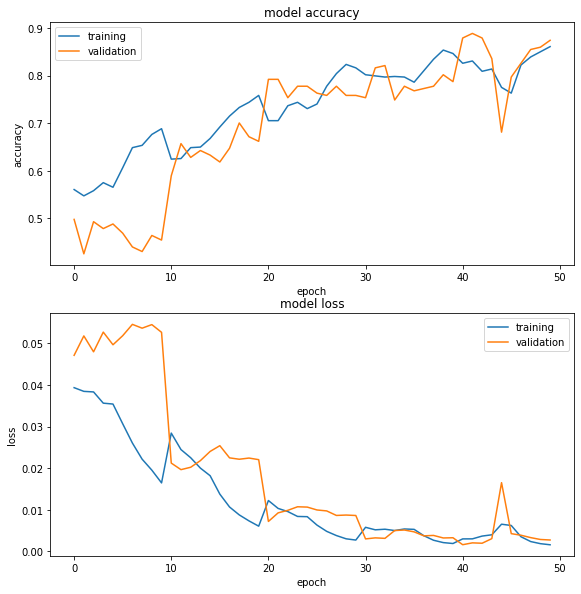 model accuracy
training
validation
0.9
0.8
0.7
0.6
0.5
accuracy
0 10 20 30 40 50
epoch
model loss
training
validation
0.05
0.04
0.03
0.02
0.01
0.00
loss
0 10 20 30 40 50
epoch